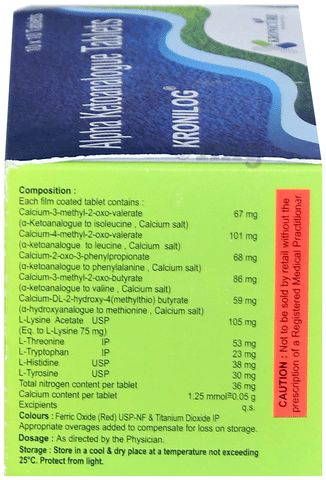 10 x 10 Tablets
Alpha Ketoanalogue Tablets
KRONILOG®
Composition :
Each film coated tablet contains :
Calcium-3-methyl-2-oxo-valerate 67 mg
(α-Ketoanalogue to isoleucine , Calcium salt)
Calcium-4-methyl-2-oxo-valerate 101 mg
(α-ketoanalogue to leucine , Calcium salt)
Calcium-2-oxo-3-phenylpropionate 68 mg
(α-ketoanalogue to phenylalanine , Calcium salt)
Calcium-3-methyl-2-oxo-butyrate 86 mg
(α-ketoanalogue to valine , Calcium salt)
Calcium-DL-2-hydroxy-4(methylthio) butyrate 59 mg
(α-hydroxyanalogue to methionine , Calcium salt)
L-Lysine Acetate USP 105 mg
(Eq. to L-Lysine 75 mg)
L-Threonine IP 53 mg
L-Tryptophan IP 23 mg
L-Histidine USP 38 mg
L-Tyrosine USP 30 mg
Total nitrogen content per tablet 36 mg
Calcium content per tablet 1.25 mmol=0.05 g
Excipients q.s.
Colours : Ferric Oxide (Red) USP-NF & Titanium Dioxide IP
Appropriate overages added to compensate for loss on storage.
Dosage : As directed by the Physician.
Storage : Store in a cool & dry place at a temperature not exceeding
25°C. Protect from light.
CAUTION : Not to be sold by retail without the
prescription of a Registered Medical Practitioner.